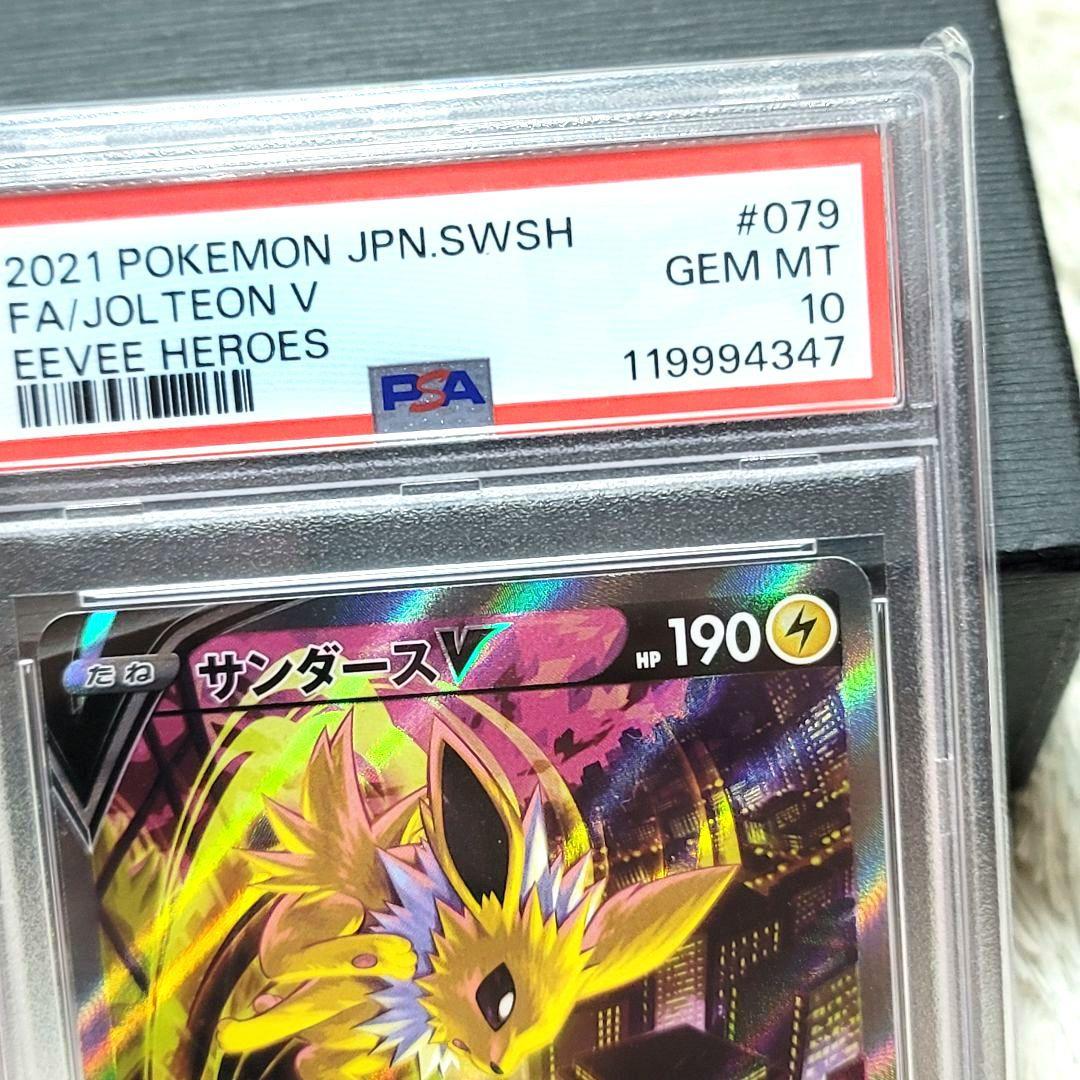 2021 POKEMON JPN.SWSH #079
FA/JOLTEON V GEM MT
EEVEE HEROES 10
119994347
PSA
たね サンダースV HP 190